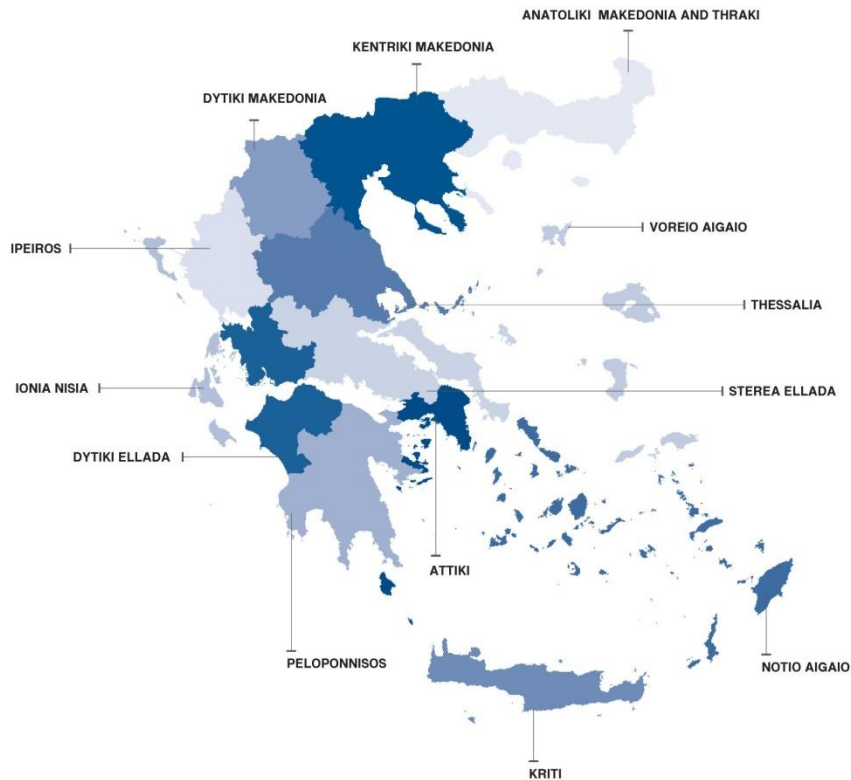 ANATOLIKI MAKEDONIA AND THRAKI
KENTRIKI MAKEDONIA
DYTIKI MAKEDONIA
VOREIO AIGAIO
IPEIROS
THESSALIA
IONIA NISIA
STEREA ELLADA
DYTIKI ELLADA
ATTIKI
PELOPONNISOS
NOTIO AIGAIO
KRITI